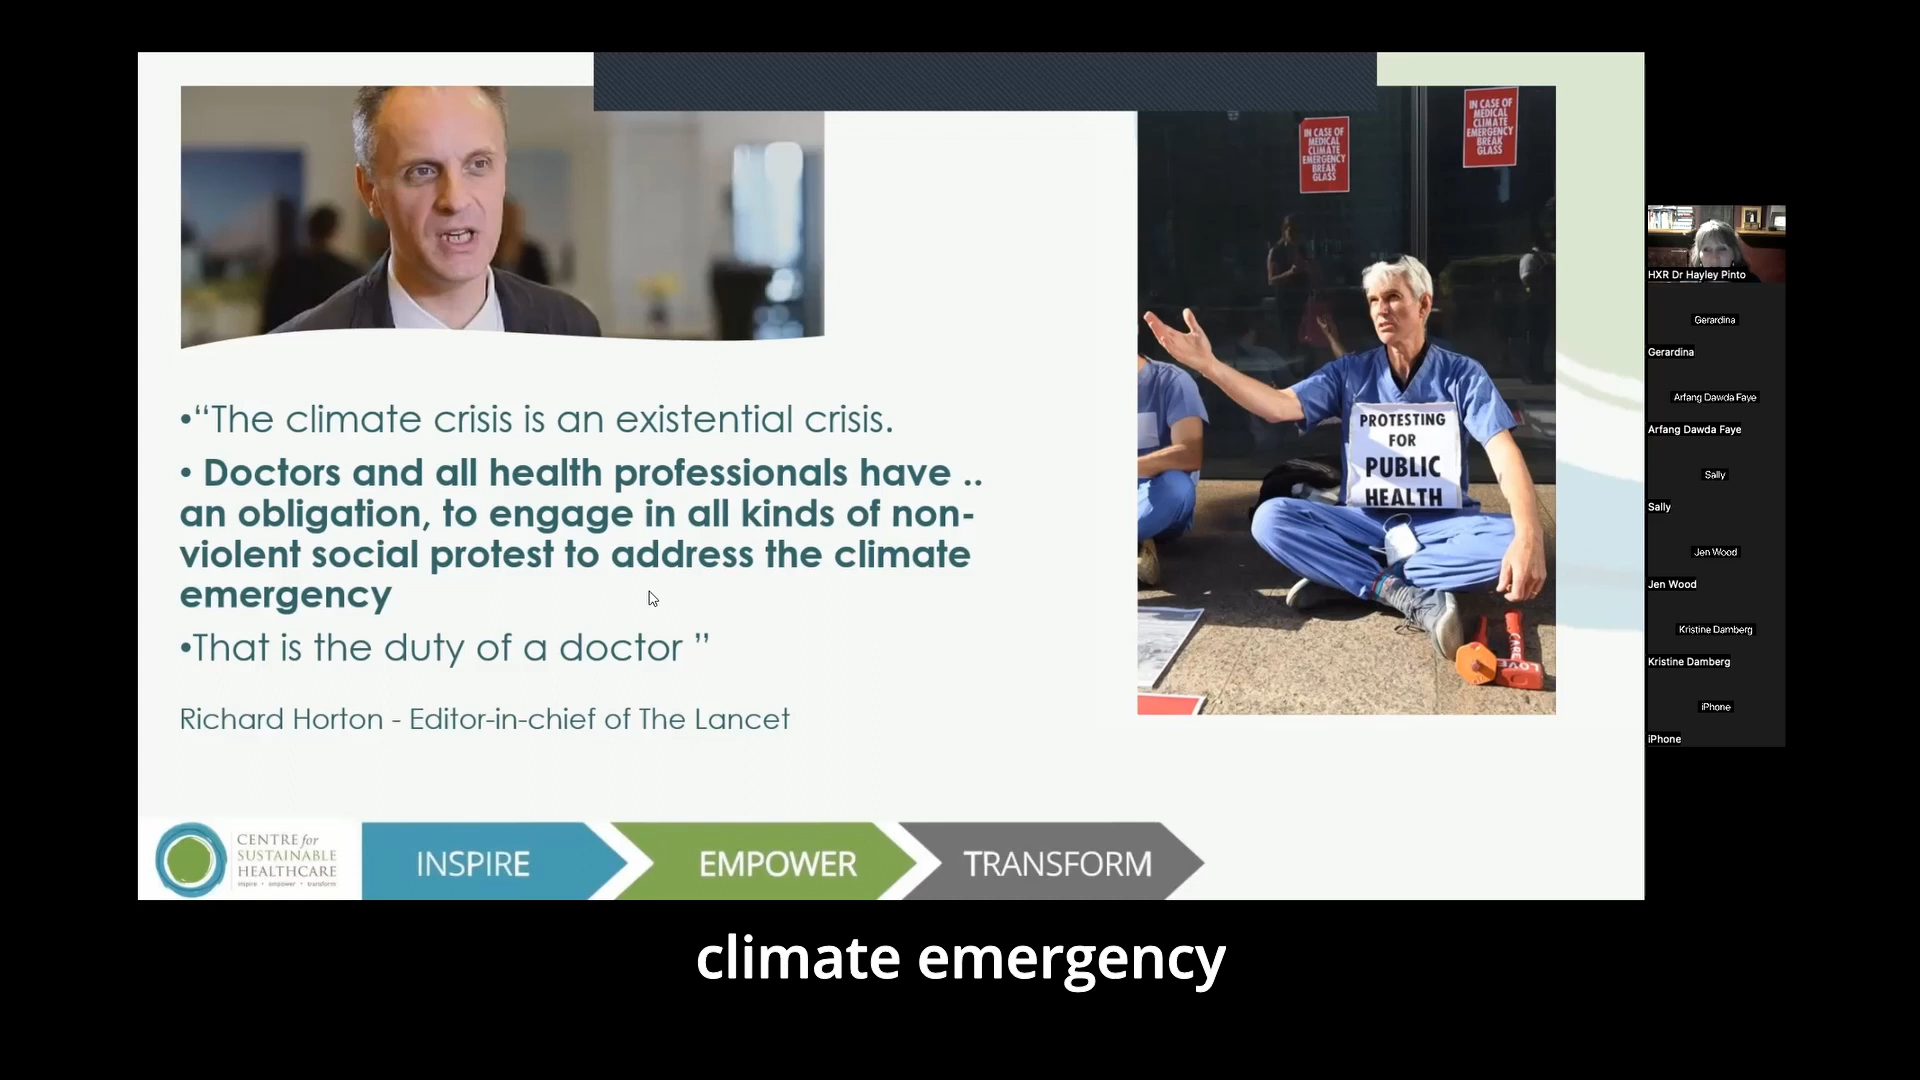 IN CASE OF
MEDICAL
CLIMATE
EMERGENCY
BREAK
GLASS
IN CASE OF
MEDICAL
CLIMATE
EMERGENCY
BREAK
GLASS
•“The climate crisis is an existential crisis.
• Doctors and all health professionals have ..
an obligation, to engage in all kinds of non-
violent social protest to address the climate
emergency
•That is the duty of a doctor ”
Richard Horton - Editor-in-chief of The Lancet
PROTESTING
FOR
PUBLIC
HEALTH
CARE
LOVE
HXR Dr Hayley Pinto
Gerardina
Gerardina
Arfang Dawda Faye
Arfang Dawda Faye
Sally
Sally
Jen Wood
Jen Wood
Kristine Damberg
Kristine Damberg
iPhone
iPhone
CENTRE for
SUSTAINABLE
HEALTHCARE
inspire • empower • transform
INSPIRE
EMPOWER
TRANSFORM
climate emergency